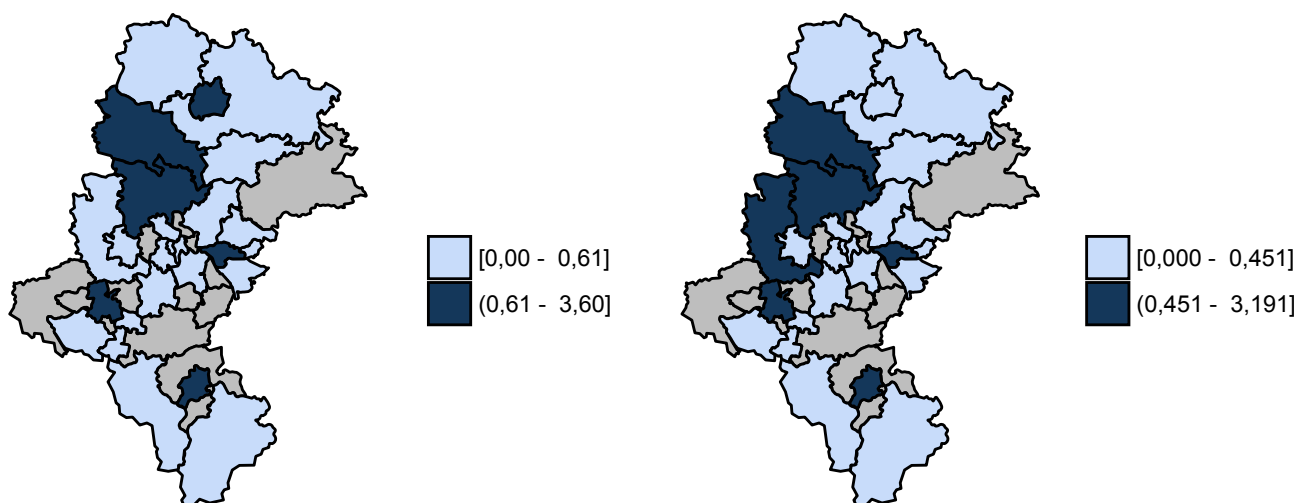 [0,00 - 0,61]
(0,61 - 3,60]
[0,000 - 0,451]
(0,451 - 3,191]